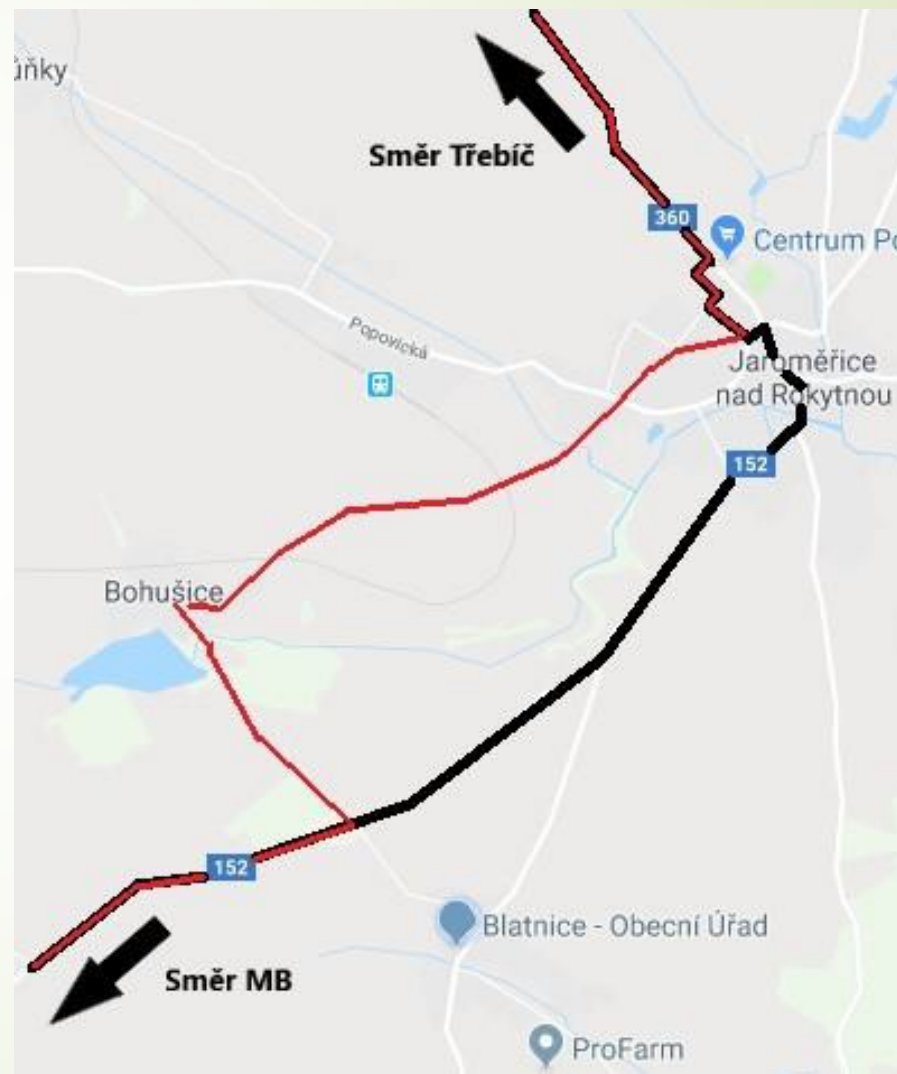 ůňky
Směr Třebíč
360
Centrum Po
Popovická
Jaroměřice
nad Rokytnou
152
Bohušice
152
Blatnice - Obecní Úřad
Směr MB
ProFarm